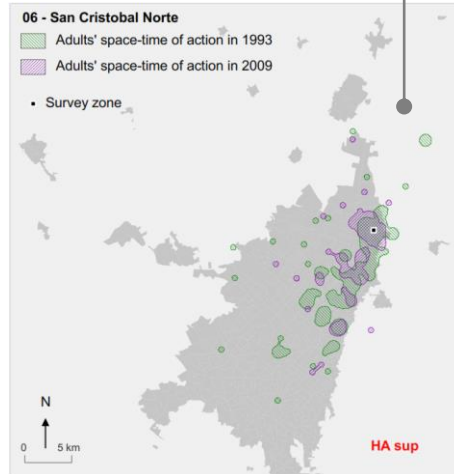 06 - San Cristobal Norte
Adults' space-time of action in 1993
Adults' space-time of action in 2009
Survey zone
N
0 5 km
HA sup